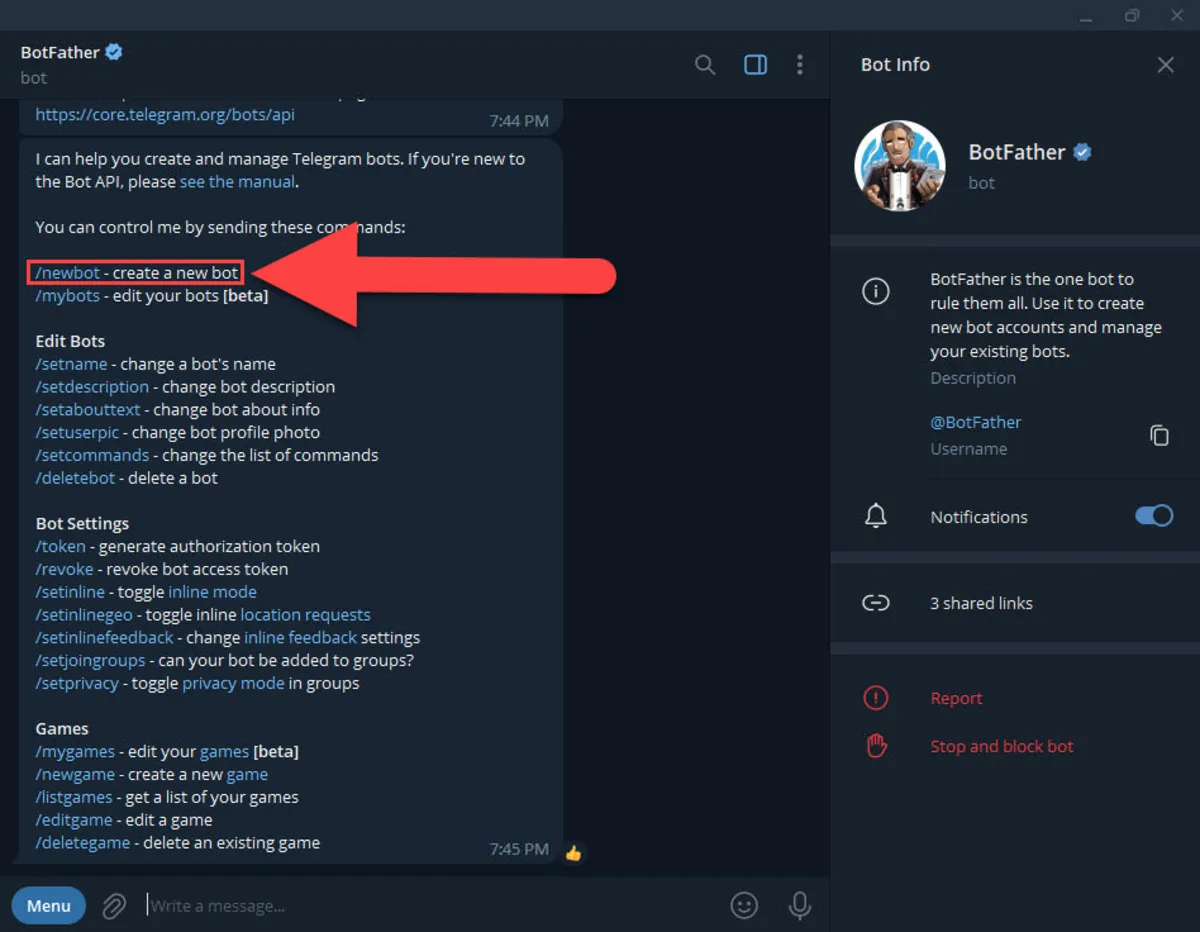 BotFather
bot
https://core.telegram.org/bots/api
7:44 PM
I can help you create and manage Telegram bots. If you're new to
the Bot API, please see the manual.
You can control me by sending these commands:
/newbot - create a new bot
/mybots - edit your bots [beta]
Edit Bots
/setname - change a bot's name
/setdescription - change bot description
/setabouttext - change bot about info
/setuserpic - change bot profile photo
/setcommands - change the list of commands
/deletebot - delete a bot
Bot Settings
/token - generate authorization token
/revoke - revoke bot access token
/setinline - toggle inline mode
/setinlinegeo - toggle inline location requests
/setinlinefeedback - change inline feedback settings
/setjoingroups - can your bot be added to groups?
/setprivacy - toggle privacy mode in groups
Games
/mygames - edit your games [beta]
/newgame - create a new game
/listgames - get a list of your games
/editgame - edit a game
/deletegame - delete an existing game
7:45 PM
Menu
Write a message...
Bot Info
BotFather
bot
BotFather is the one bot to
rule them all. Use it to create
new bot accounts and manage
your existing bots.
Description
@BotFather
Username
Notifications
3 shared links
Report
Stop and block bot